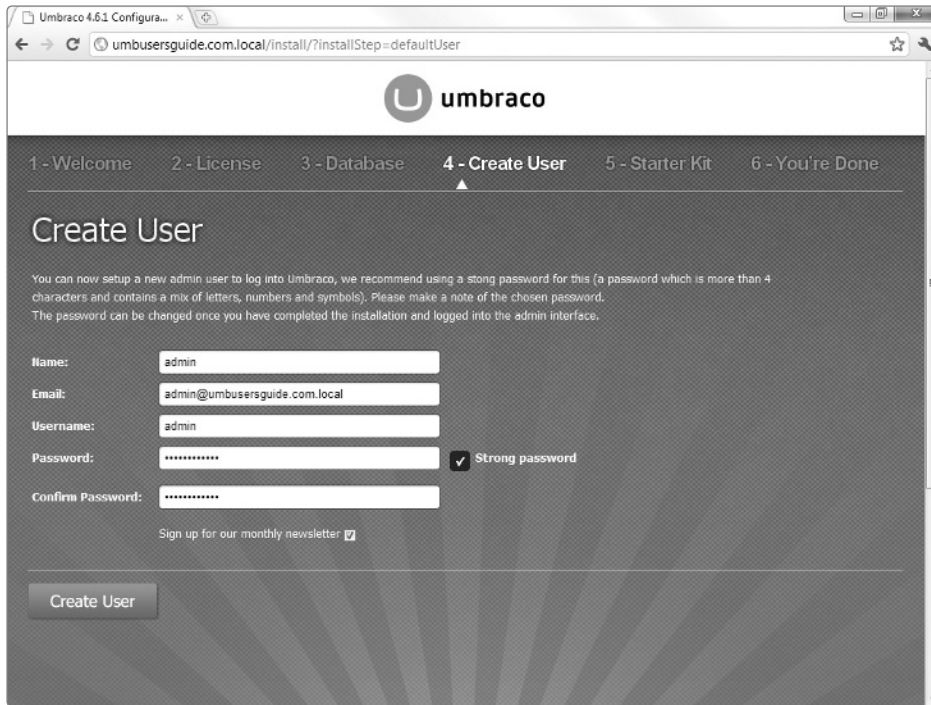 Umbraco 4.6.1 Configura...
umbusersguide.com.local/install/?installStep=defaultUser
umbraco
1 - Welcome 2 - License 3 - Database 4 - Create User 5 - Starter Kit 6 - You're Done
Create User
You can now setup a new admin user to log into Umbraco, we recommend using a stong password for this (a password which is more than 4
characters and contains a mix of letters, numbers and symbols). Please make a note of the chosen password.
The password can be changed once you have completed the installation and logged into the admin interface.
Name: admin
Email: admin@umbusersguide.com.local
Username: admin
Password: •••••••••••• Strong password
Confirm Password: ••••••••••••
Sign up for our monthly newsletter
Create User